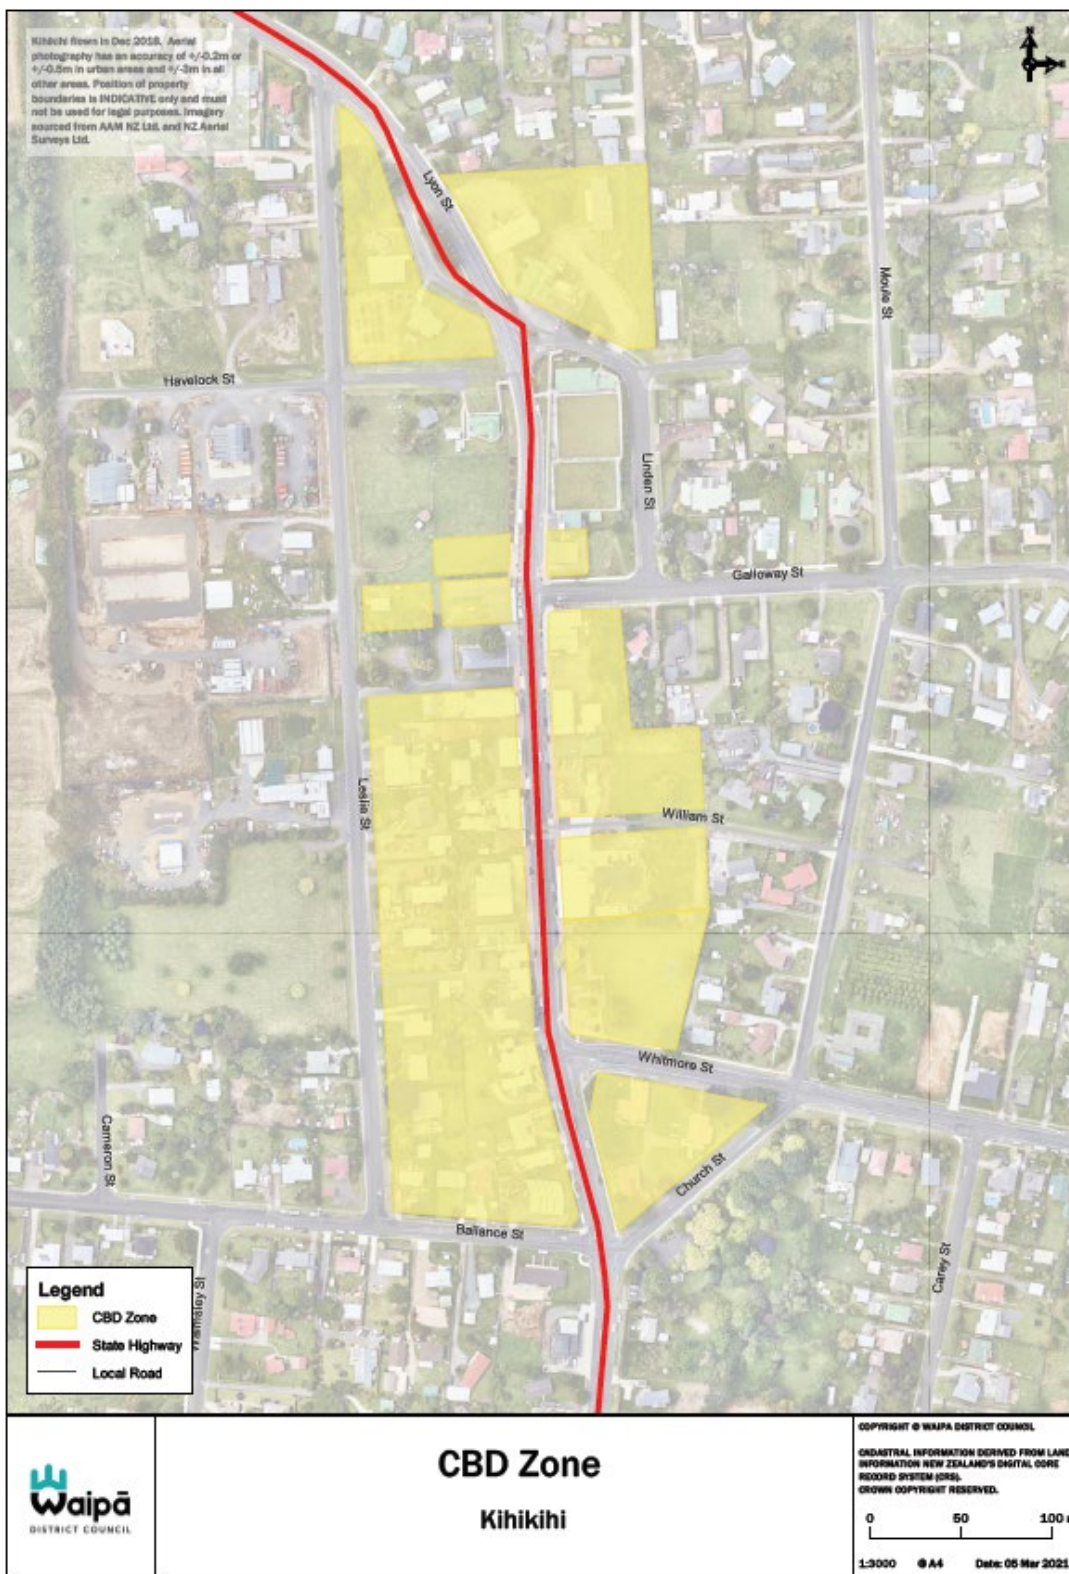 Kihikihi flown in Dec 2018. Aerial
photography has an accuracy of +/-0.2m or
+/-0.5m in urban areas and +/-3m in all
other areas. Position of property
boundaries is INDICATIVE only and must
not be used for legal purposes. Imagery
sourced from AAM NZ Ltd. and NZ Aerial
Surveys Ltd.
N
Lyon St
Moule St
Havelock St
Linden St
Galloway St
Leslie St
William St
Whitmore St
Cameron St
Church St
Ballance St
Carey St
Walmsley St
Legend
CBD Zone
State Highway
Local Road
Waipā
DISTRICT COUNCIL
CBD Zone
Kihikihi
COPYRIGHT © WAIPA DISTRICT COUNCIL
CADASTRAL INFORMATION DERIVED FROM LAND
INFORMATION NEW ZEALAND'S DIGITAL CORE
RECORD SYSTEM (CRS).
CROWN COPYRIGHT RESERVED.
0 50 100
1:3000 @ A4 Date: 05 Mar 2021